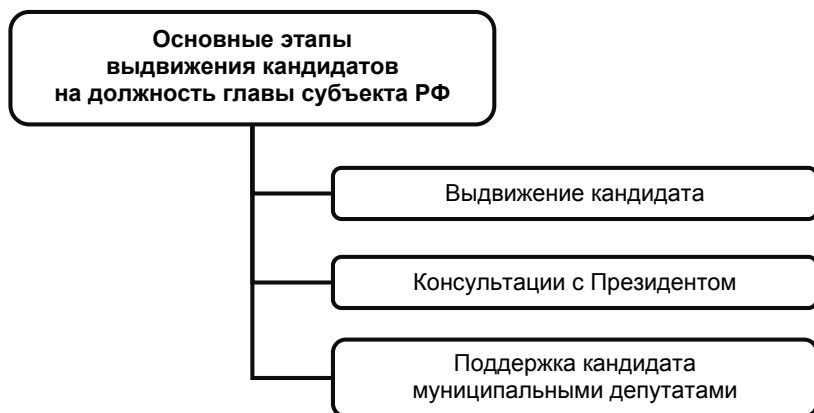 Основные этапы
выдвижения кандидатов
на должность главы субъекта РФ
Выдвижение кандидата
Консультации с Президентом
Поддержка кандидата
муниципальными депутатами